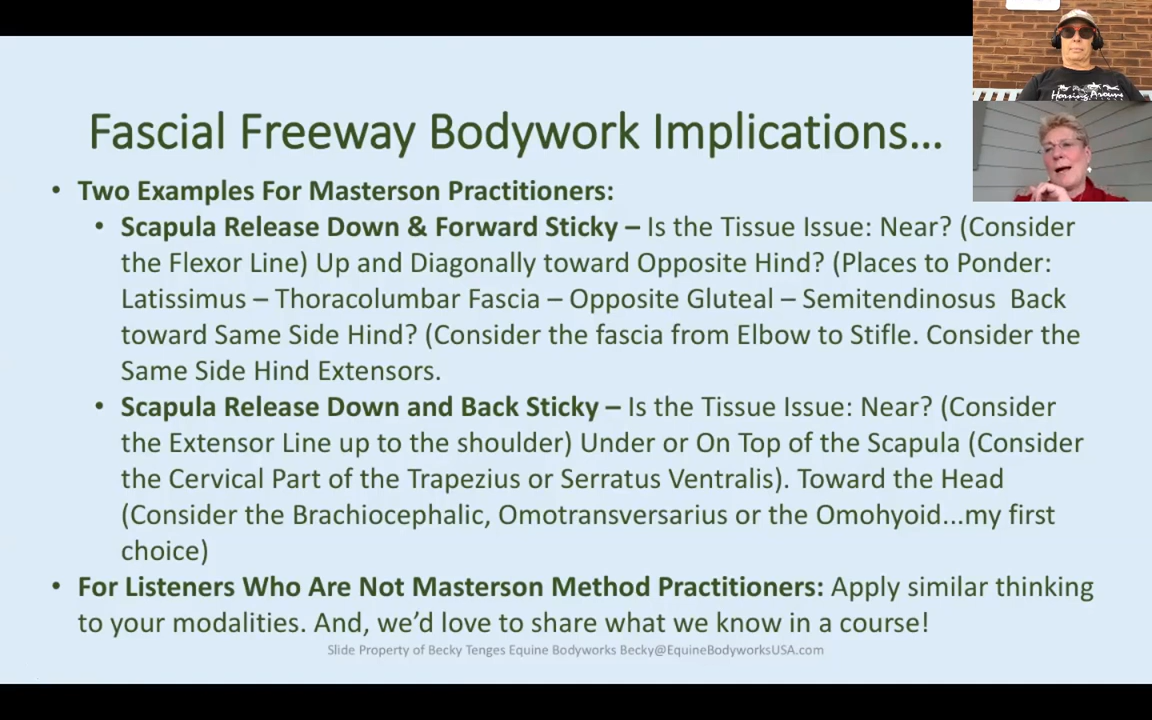 Fascial Freeway Bodywork Implications...
• Two Examples For Masterson Practitioners:
• Scapula Release Down & Forward Sticky – Is the Tissue Issue: Near? (Consider
the Flexor Line) Up and Diagonally toward Opposite Hind? (Places to Ponder:
Latissimus – Thoracolumbar Fascia – Opposite Gluteal – Semitendinosus Back
toward Same Side Hind? (Consider the fascia from Elbow to Stifle. Consider the
Same Side Hind Extensors.
• Scapula Release Down and Back Sticky – Is the Tissue Issue: Near? (Consider
the Extensor Line up to the shoulder) Under or On Top of the Scapula (Consider
the Cervical Part of the Trapezius or Serratus Ventralis). Toward the Head
(Consider the Brachiocephalic, Omotransversarius or the Omohyoid...my first
choice)
• For Listeners Who Are Not Masterson Method Practitioners: Apply similar thinking
to your modalities. And, we’d love to share what we know in a course!
Slide Property of Becky Tenges Equine Bodyworks Becky@EquineBodyworksUSA.com
Horsing Around